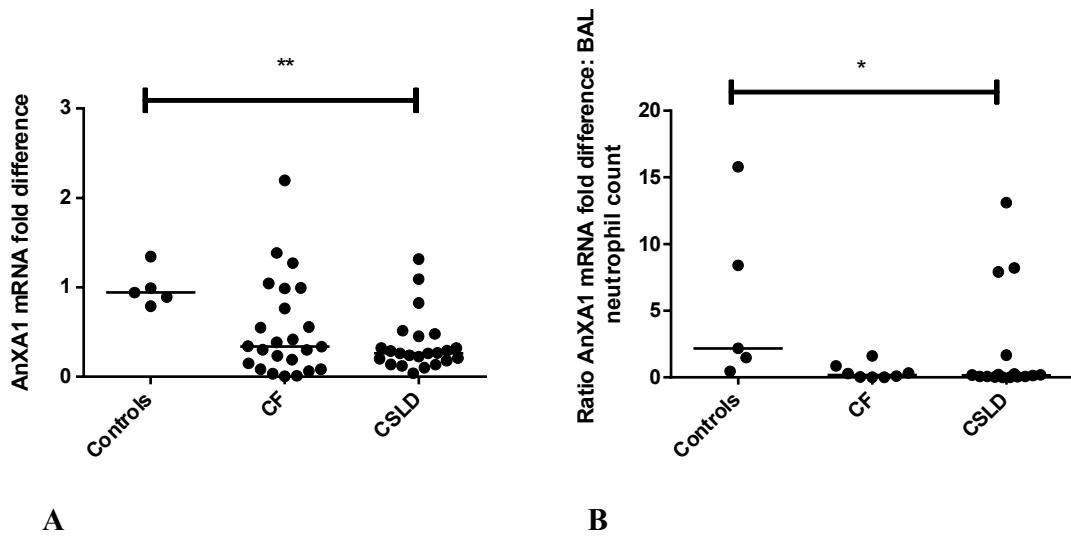 **
AnXA1 mRNA fold difference
3
2
1
0
Controls
CF
CSLD
A
*
Ratio AnXA1 mRNA fold difference: BAL
neutrophil count
20
15
10
5
0
Controls
CF
CSLD
B